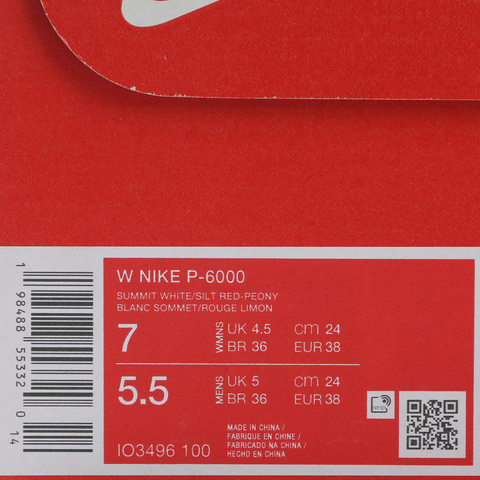 W NIKE P-6000
SUMMIT WHITE/SILT RED-PEONY
BLANC SOMMET/ROUGE LIMON
7 WMNS UK 4.5 cm 24
BR 36 EUR 38
5.5 MENS UK 5 cm 24
BR 36 EUR 38
MADE IN CHINA /
FABRIQUE EN CHINE /
FABRICADO NA CHINA /
HECHO EN CHINA
IO3496 100
1 98488 55332 0 14